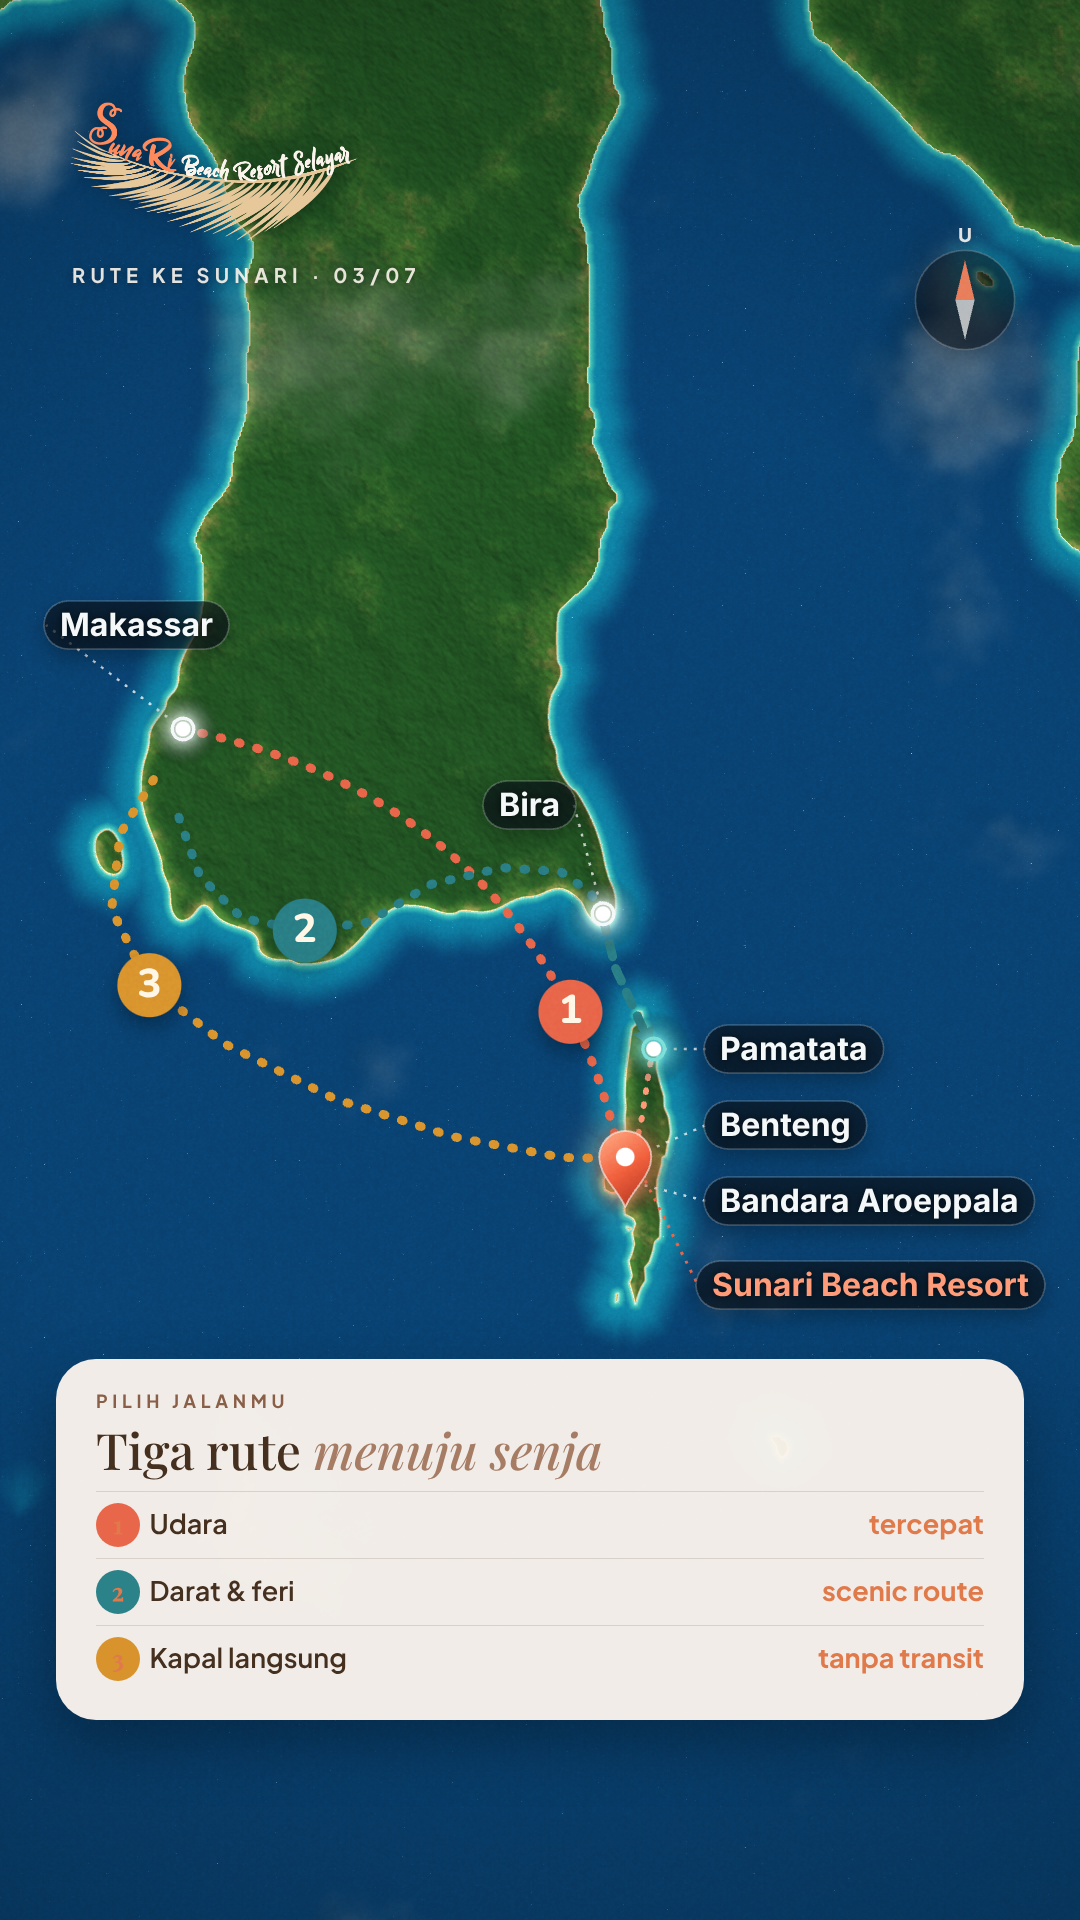 SunaRi Beach Resort Selayar
RUTE KE SUNARI · 03/07
U
Makassar
Bira
2
3
1
Pamatata
Benteng
Bandara Aroeppala
Sunari Beach Resort
PILIH JALANMU
Tiga rute menuju senja
1 Udara tercepat
2 Darat & feri scenic route
3 Kapal langsung tanpa transit